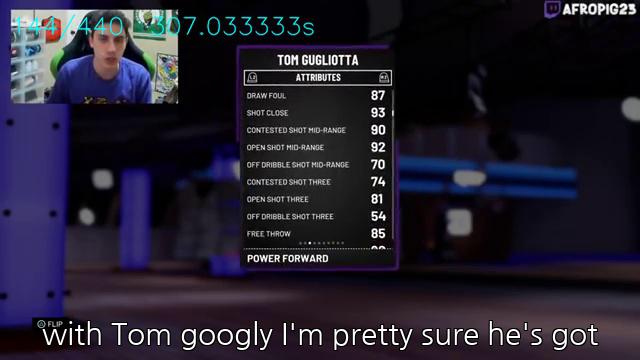 144/440 - 307.033333s
AFROPIG23
TOM GUGLIOTTA
ATTRIBUTES
DRAW FOUL 87
SHOT CLOSE 93
CONTESTED SHOT MID-RANGE 90
OPEN SHOT MID-RANGE 92
OFF DRIBBLE SHOT MID-RANGE 70
CONTESTED SHOT THREE 74
OPEN SHOT THREE 81
OFF DRIBBLE SHOT THREE 54
FREE THROW 85
POWER FORWARD
FLIP
with Tom googly I'm pretty sure he's got